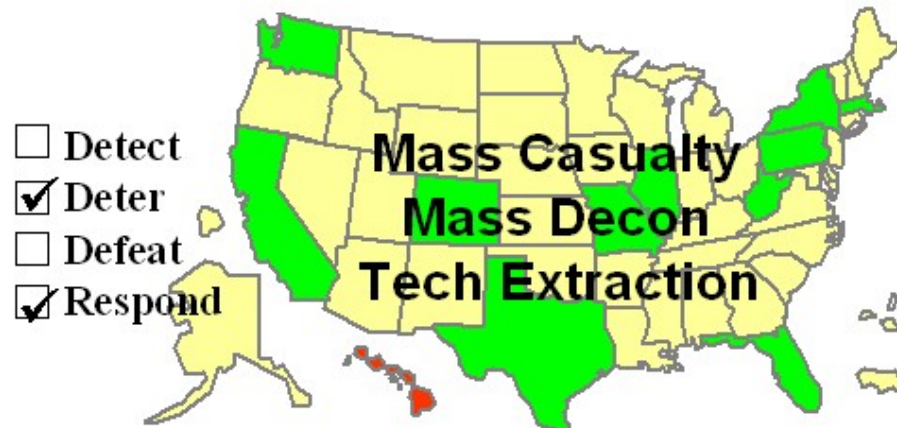 Detect
Deter
Defeat
Respond
Mass Casualty
Mass Decon
Tech Extraction